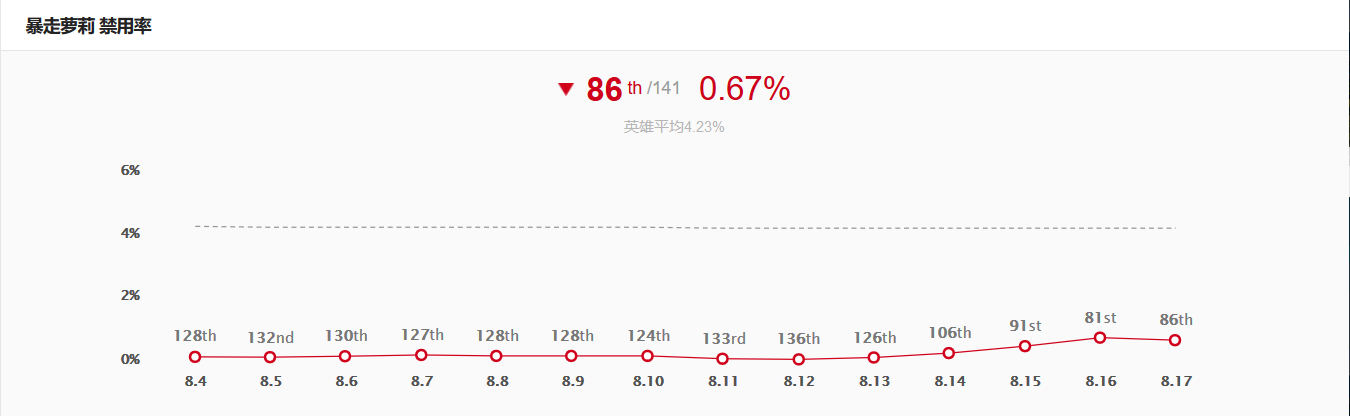 暴走萝莉 禁用率
▼ 86 th /141 0.67%
英雄平均4.23%
6%
4%
2%
128th 132nd 130th 127th 128th 128th 124th 133rd 136th 126th 106th 91st 81st 86th
0%
8.4 8.5 8.6 8.7 8.8 8.9 8.10 8.11 8.12 8.13 8.14 8.15 8.16 8.17